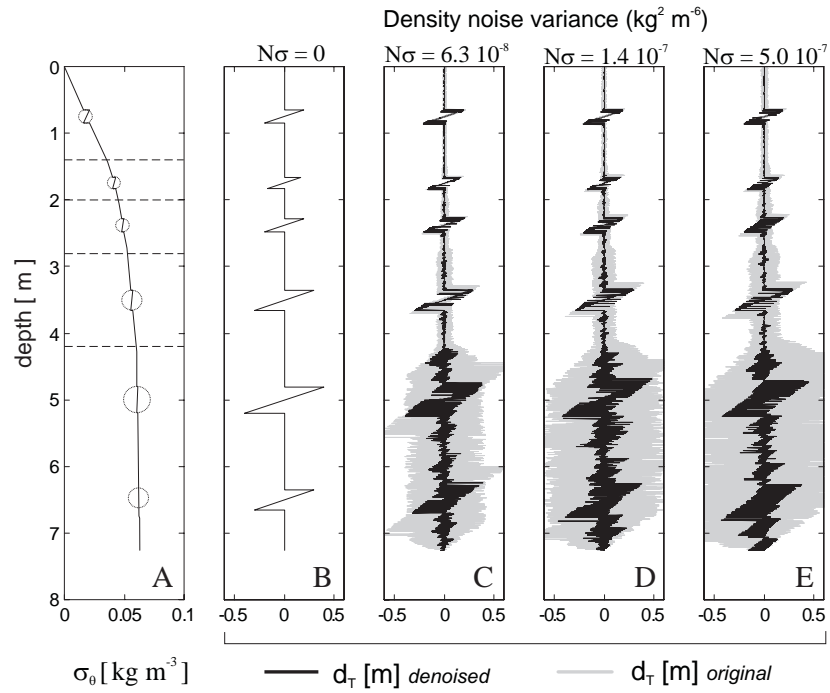 Density noise variance (kg² m⁻⁶)
Nσ = 0
Nσ = 6.3 10⁻⁸
Nσ = 1.4 10⁻⁷
Nσ = 5.0 10⁻⁷
depth [ m ]
0
1
2
3
4
5
6
7
8
A
B
C
D
E
0 0.05 0.1
-0.5 0 0.5
-0.5 0 0.5
-0.5 0 0.5
-0.5 0 0.5
σθ [ kg m⁻³]
d_T [m] denoised
d_T [m] original